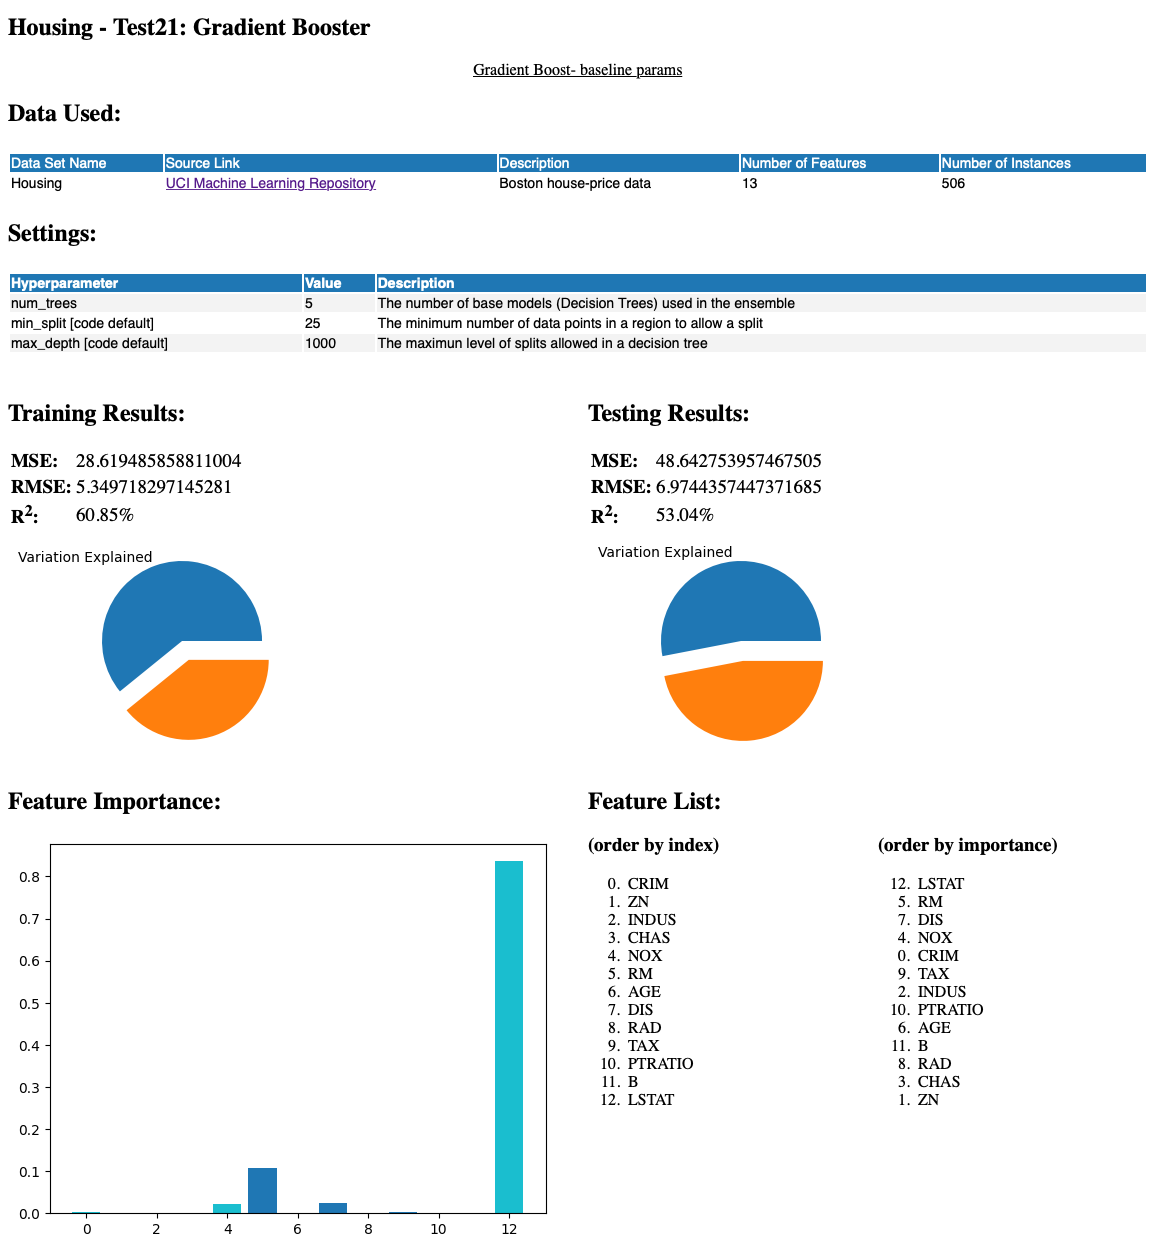 Housing - Test21: Gradient Booster
Gradient Boost- baseline params
Data Used:
Data Set Name Source Link Description Number of Features Number of Instances
Housing UCI Machine Learning Repository Boston house-price data 13 506
Settings:
Hyperparameter Value Description
num_trees 5 The number of base models (Decision Trees) used in the ensemble
min_split [code default] 25 The minimum number of data points in a region to allow a split
max_depth [code default] 1000 The maximun level of splits allowed in a decision tree
Training Results:
MSE: 28.619485858811004
RMSE: 5.349718297145281
R2: 60.85%
Variation Explained
Testing Results:
MSE: 48.642753957467505
RMSE: 6.9744357447371685
R2: 53.04%
Variation Explained
Feature Importance:
0.8
0.7
0.6
0.5
0.4
0.3
0.2
0.1
0.0
0 2 4 6 8 10 12
Feature List:
(order by index)
0. CRIM
1. ZN
2. INDUS
3. CHAS
4. NOX
5. RM
6. AGE
7. DIS
8. RAD
9. TAX
10. PTRATIO
11. B
12. LSTAT
(order by importance)
12. LSTAT
5. RM
7. DIS
4. NOX
0. CRIM
9. TAX
2. INDUS
10. PTRATIO
6. AGE
11. B
8. RAD
3. CHAS
1. ZN